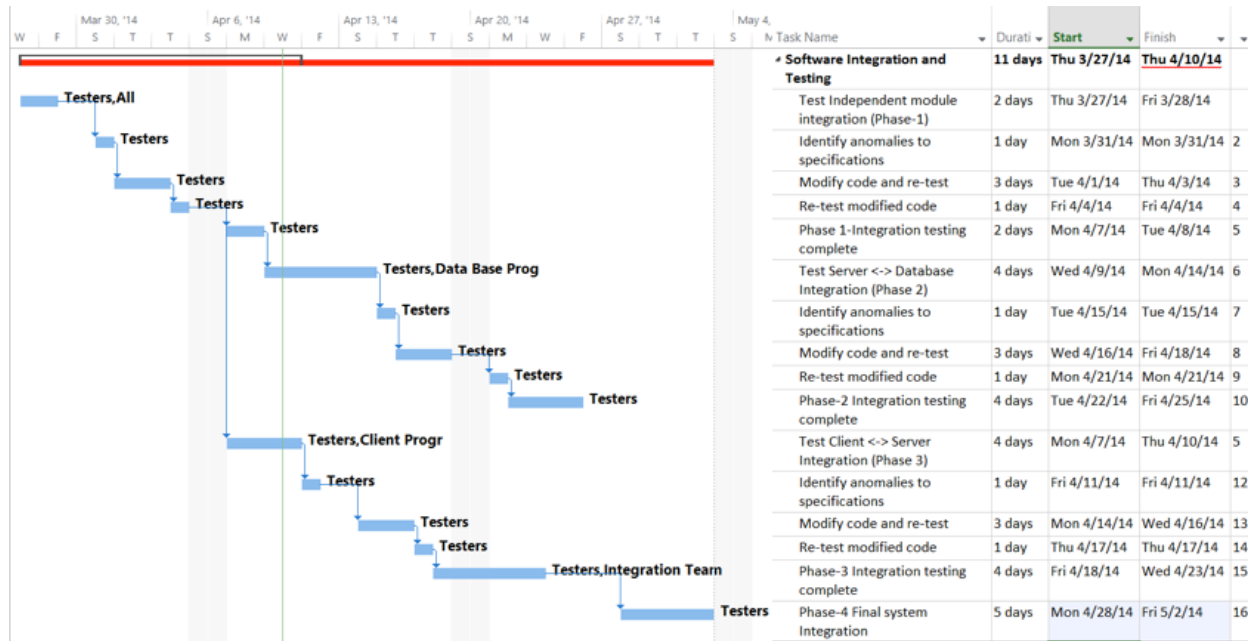 Mar 30, '14 Apr 6, '14 Apr 13, '14 Apr 20, '14 Apr 27, '14 May 4,
W F S T T S M W F S T T S M W F S T T S M Task Name Durati Start Finish
Software Integration and 11 days Thu 3/27/14 Thu 4/10/14
Testing
Testers,All Test Independent module 2 days Thu 3/27/14 Fri 3/28/14
integration (Phase-1)
Testers Identify anomalies to 1 day Mon 3/31/14 Mon 3/31/14 2
specifications
Testers Modify code and re-test 3 days Tue 4/1/14 Thu 4/3/14 3
Testers Re-test modified code 1 day Fri 4/4/14 Fri 4/4/14 4
Testers Phase 1-Integration testing 2 days Mon 4/7/14 Tue 4/8/14 5
complete
Testers,Data Base Prog Test Server <-> Database 4 days Wed 4/9/14 Mon 4/14/14 6
Integration (Phase 2)
Testers Identify anomalies to 1 day Tue 4/15/14 Tue 4/15/14 7
specifications
Testers Modify code and re-test 3 days Wed 4/16/14 Fri 4/18/14 8
Testers Re-test modified code 1 day Mon 4/21/14 Mon 4/21/14 9
Testers Phase-2 Integration testing 4 days Tue 4/22/14 Fri 4/25/14 10
complete
Testers,Client Progr Test Client <-> Server 4 days Mon 4/7/14 Thu 4/10/14 5
Integration (Phase 3)
Testers Identify anomalies to 1 day Fri 4/11/14 Fri 4/11/14 12
specifications
Testers Modify code and re-test 3 days Mon 4/14/14 Wed 4/16/14 13
Testers Re-test modified code 1 day Thu 4/17/14 Thu 4/17/14 14
Testers,Integration Team Phase-3 Integration testing 4 days Fri 4/18/14 Wed 4/23/14 15
complete
Testers Phase-4 Final system 5 days Mon 4/28/14 Fri 5/2/14 16
Integration